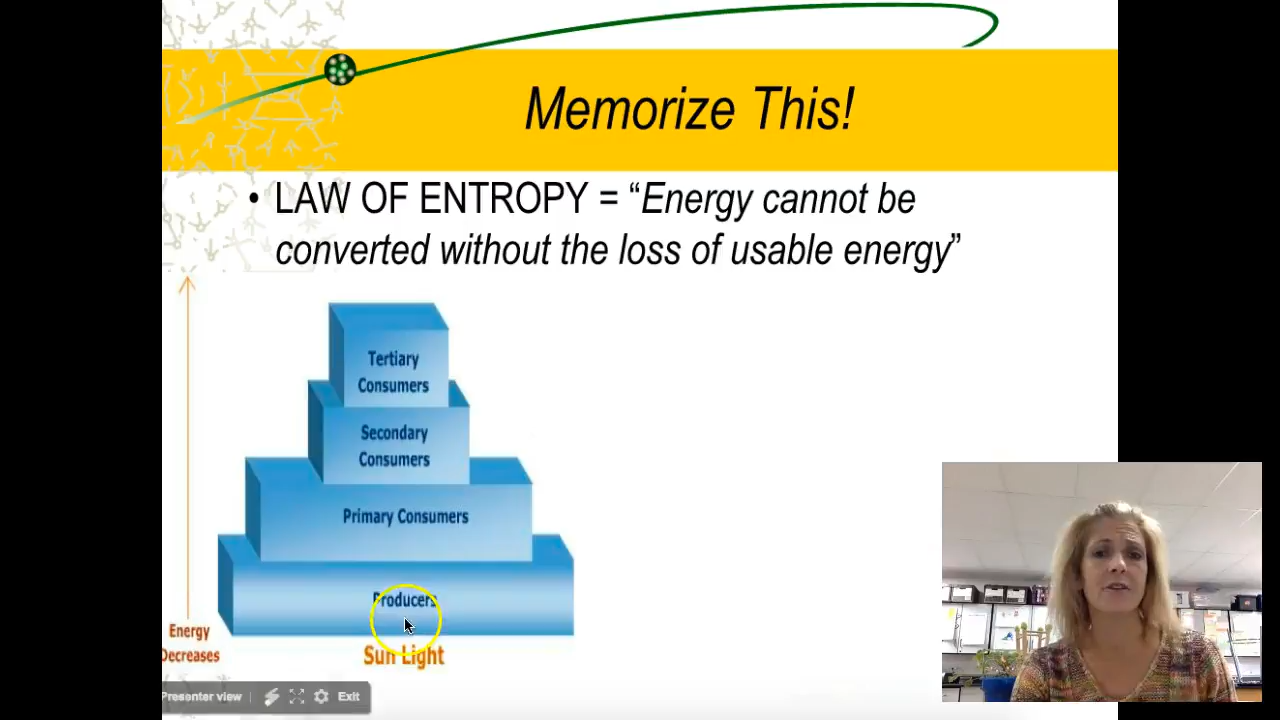 Memorize This!
• LAW OF ENTROPY = “Energy cannot be
converted without the loss of usable energy”
Tertiary
Consumers
Secondary
Consumers
Primary Consumers
Producers
Sun Light
Energy
Decreases
Presenter view
Exit